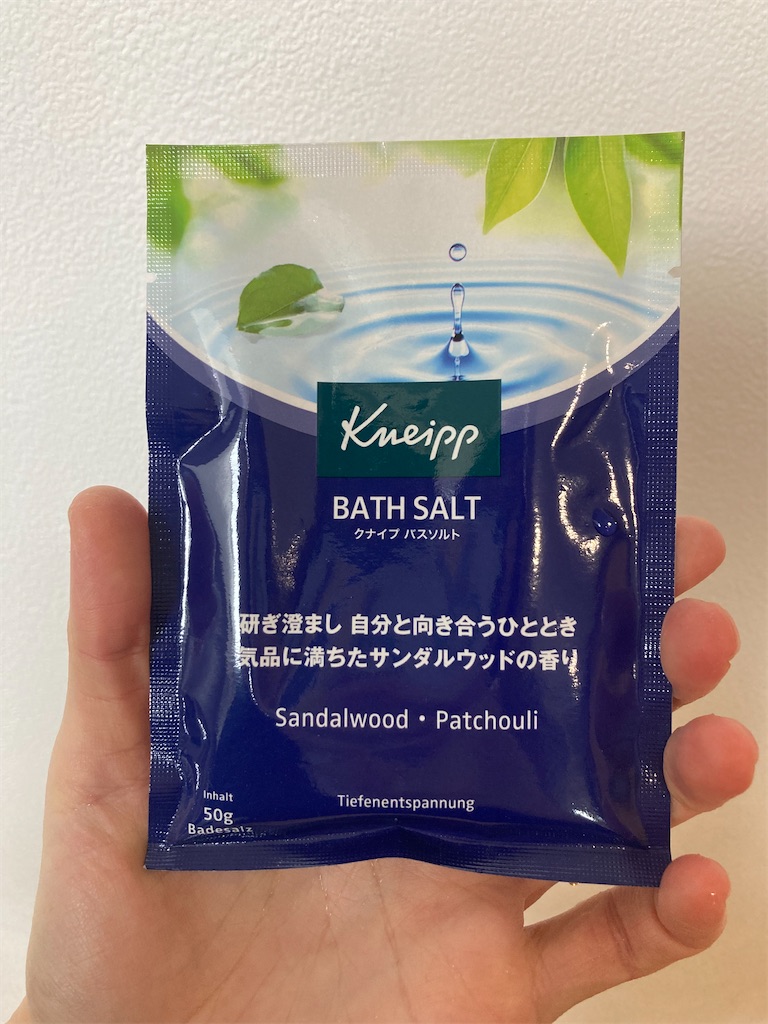 Kneipp
BATH SALT
クナイプ バスソルト
研ぎ澄まし 自分と向き合うひととき
気品に満ちたサンダルウッドの香り
Sandalwood・Patchouli
Inhalt
50g
Badesalz
Tiefenentspannung